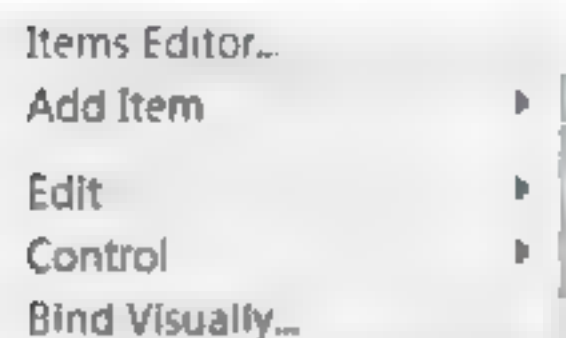 Items Editor...
Add Item
Edit
Control
Bind Visually...